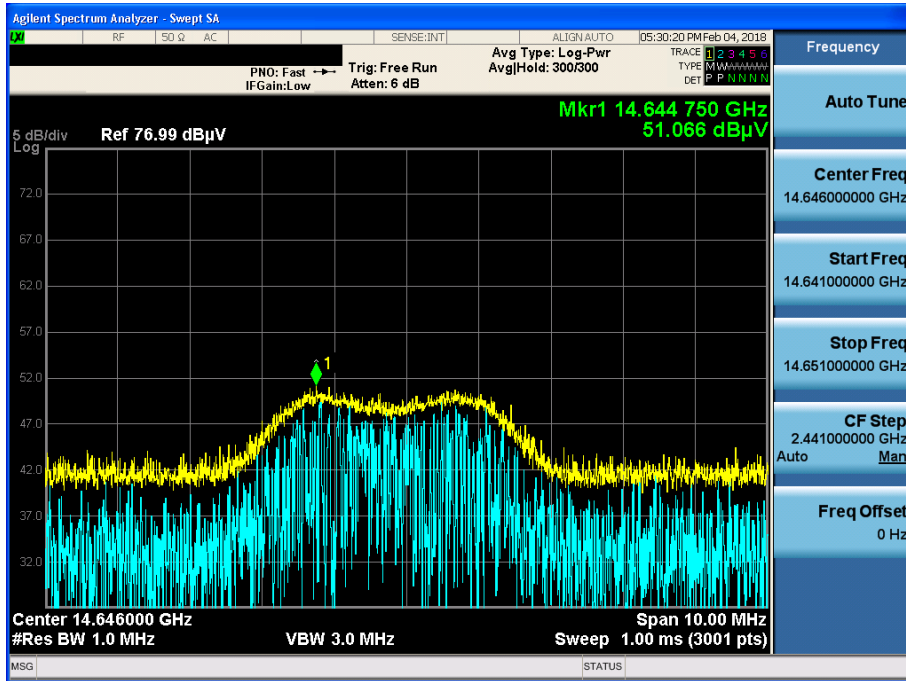 Agilent Spectrum Analyzer - Swept SA
LXI RF 50 Ω AC SENSE:INT ALIGN AUTO 05:30:20 PM Feb 04, 2018
Frequency
PNO: Fast
IFGain:Low
Trig: Free Run
Atten: 6 dB
Avg Type: Log-Pwr
Avg|Hold: 300/300
TRACE 1 2 3 4 5 6
TYPE MWWWWW
DET P P N N N N
Auto Tune
Mkr1 14.644 750 GHz
51.066 dBµV
5 dB/div
Log
Ref 76.99 dBµV
Center Freq
14.646000000 GHz
72.0
67.0
62.0
57.0
52.0
47.0
42.0
37.0
32.0
1
Start Freq
14.641000000 GHz
Stop Freq
14.651000000 GHz
CF Step
2.441000000 GHz
Auto Man
Freq Offset
0 Hz
Center 14.646000 GHz
Span 10.00 MHz
#Res BW 1.0 MHz
VBW 3.0 MHz
Sweep 1.00 ms (3001 pts)
MSG
STATUS